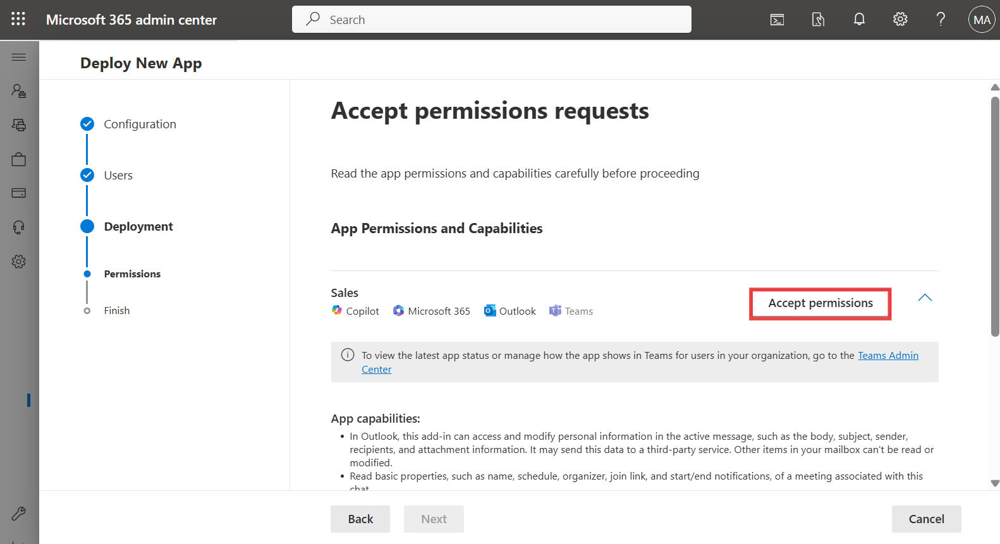 Microsoft 365 admin center
Search
MA
Deploy New App
Configuration
Users
Deployment
Permissions
Finish
Accept permissions requests
Read the app permissions and capabilities carefully before proceeding
App Permissions and Capabilities
Sales
Copilot Microsoft 365 Outlook Teams
Accept permissions
To view the latest app status or manage how the app shows in Teams for users in your organization, go to the Teams Admin
Center
App capabilities:
• In Outlook, this add-in can access and modify personal information in the active message, such as the body, subject, sender,
recipients, and attachment information. It may send this data to a third-party service. Other items in your mailbox can't be read or
modified.
• Read basic properties, such as name, schedule, organizer, join link, and start/end notifications, of a meeting associated with this
chat
Back
Next
Cancel